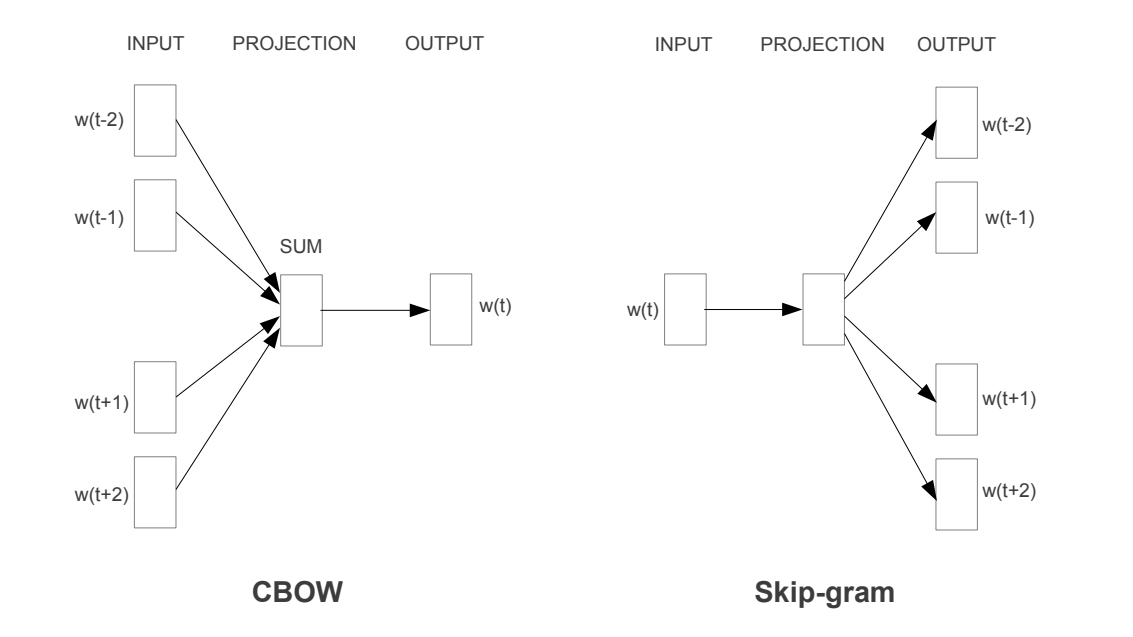 INPUT PROJECTION OUTPUT
w(t-2)
w(t-1)
SUM
w(t)
w(t+1)
w(t+2)
CBOW
INPUT PROJECTION OUTPUT
w(t-2)
w(t-1)
w(t)
w(t+1)
w(t+2)
Skip-gram